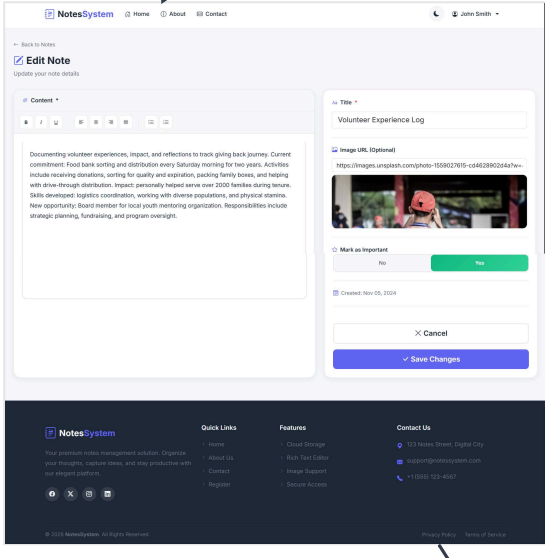 NotesSystem
Home
About
Contact
John Smith
← Back to Notes
Edit Note
Update your note details
Content *
B I U
Documenting volunteer experiences, impact, and reflections to track giving back journey. Current
commitment: Food bank sorting and distribution every Saturday morning for two years. Activities
include receiving donations, sorting for quality and expiration, packing family boxes, and helping
with drive-through distribution. Impact: personally helped serve over 2000 families during tenure.
Skills developed: logistics coordination, working with diverse populations, and physical stamina.
New opportunity: Board member for local youth mentoring organization. Responsibilities include
strategic planning, fundraising, and program oversight.
Aa Title *
Volunteer Experience Log
Image URL (Optional)
https://images.unsplash.com/photo-1559027615-cd4628902d4a?w=
Mark as Important
No
Yes
Created: Nov 05, 2024
Cancel
Save Changes
NotesSystem
Your premium notes management solution. Organize
your thoughts, capture ideas, and stay productive with
our elegant platform.
Quick Links
Home
About Us
Contact
Register
Features
Cloud Storage
Rich Text Editor
Image Support
Secure Access
Contact Us
123 Notes Street, Digital City
support@notessystem.com
+1 (555) 123-4567
© 2025 NotesSystem. All Rights Reserved.
Privacy Policy
Terms of Service